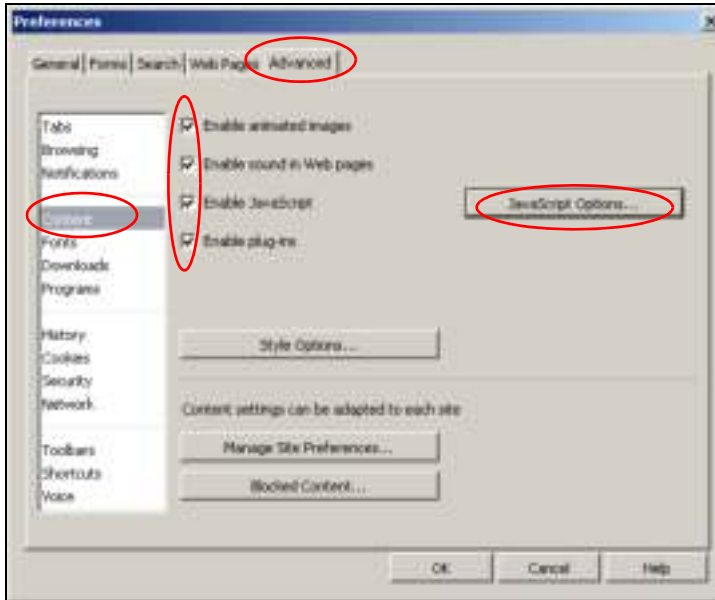 Preferences
General Forms Search Web Pages Advanced
Tabs
Browsing
Notifications
Content
Fonts
Downloads
Programs
History
Cookies
Security
Network
Toolbars
Shortcuts
Voice
Enable animated images
Enable sound in Web pages
Enable JavaScript
JavaScript Options...
Enable plug-ins
Style Options...
Content settings can be adapted to each site
Manage Site Preferences...
Blocked Content...
OK Cancel Help